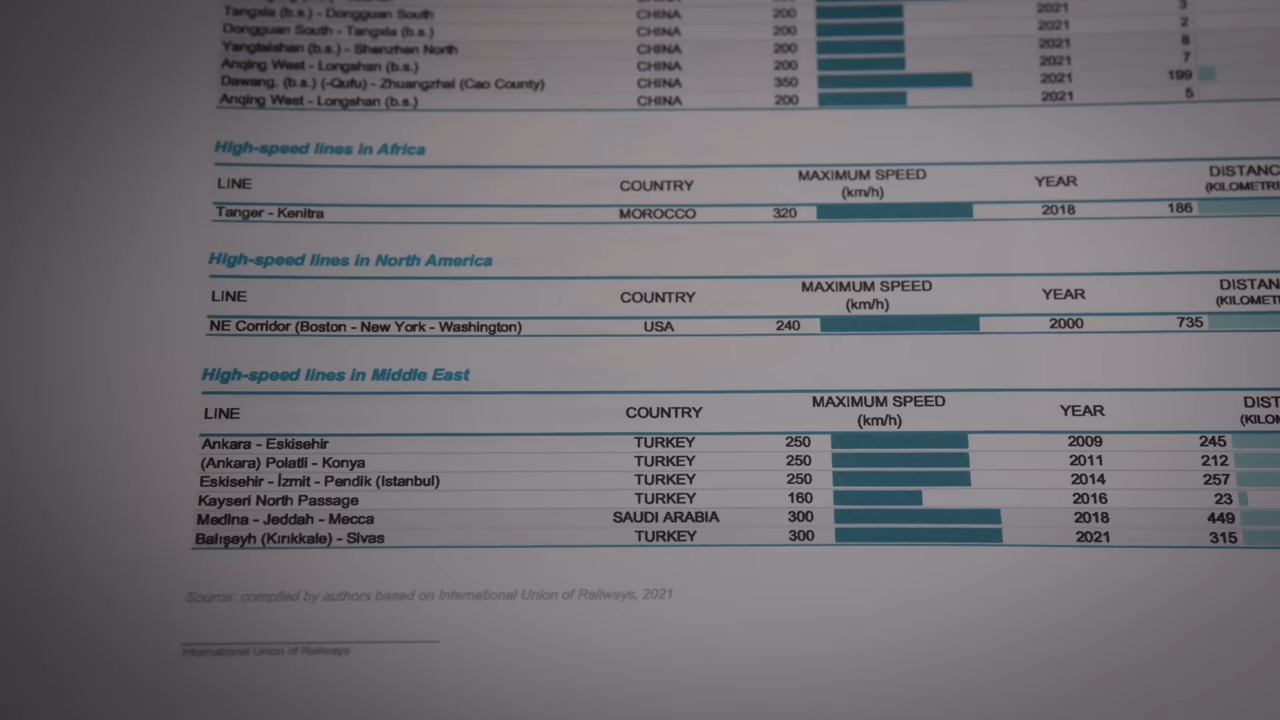 Tangxia (b.s.) - Dongguan South CHINA 200 2021 3
Dongguan South - Tangxia (b.s.) CHINA 200 2021 2
Yangtaishan (b.s.) - Shenzhen North CHINA 200 2021 8
Anqing West - Longshan (b.s.) CHINA 200 2021 7
Dawang. (b.s.) (-Qufu) - Zhuangzhai (Cao County) CHINA 350 2021 199
Anqing West - Longshan (b.s.) CHINA 200 2021 5
High-speed lines in Africa
LINE COUNTRY MAXIMUM SPEED (km/h) YEAR DISTANC (KILOMETRE
Tanger - Kenitra MOROCCO 320 2018 186
High-speed lines in North America
LINE COUNTRY MAXIMUM SPEED (km/h) YEAR DISTAN (KILOMET
NE Corridor (Boston - New York - Washington) USA 240 2000 735
High-speed lines in Middle East
LINE COUNTRY MAXIMUM SPEED (km/h) YEAR DIST (KILO
Ankara - Eskisehir TURKEY 250 2009 245
(Ankara) Polatli - Konya TURKEY 250 2011 212
Eskisehir - İzmit - Pendik (Istanbul) TURKEY 250 2014 257
Kayseri North Passage TURKEY 160 2016 23
Medina - Jeddah - Mecca SAUDI ARABIA 300 2018 449
Balışeyh (Kırıkkale) - Sivas TURKEY 300 2021 315
Source: compiled by authors based on International Union of Railways, 2021
International Union of Railways